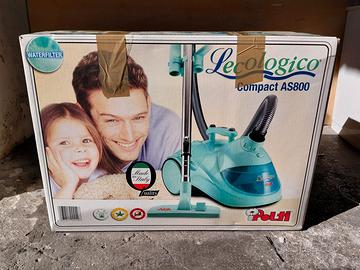 WATERFILTER
Lecologico
Compact AS800
Made
in Italy
POLTI